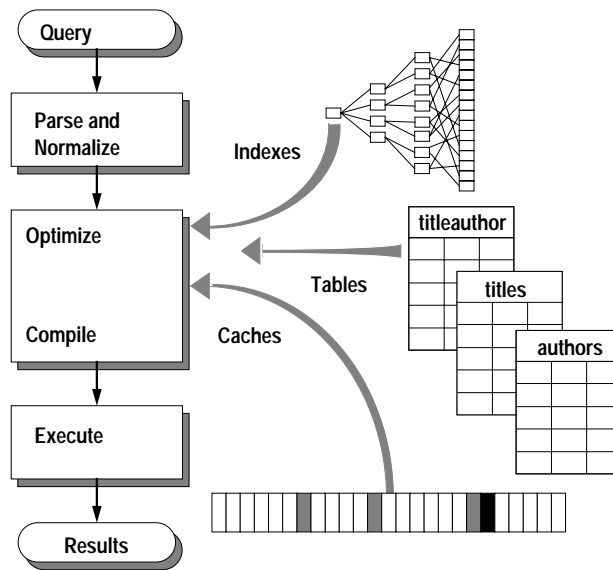 Query
Parse and
Normalize
Indexes
Optimize
titleauthor
Tables
titles
Compile
Caches
authors
Execute
Results